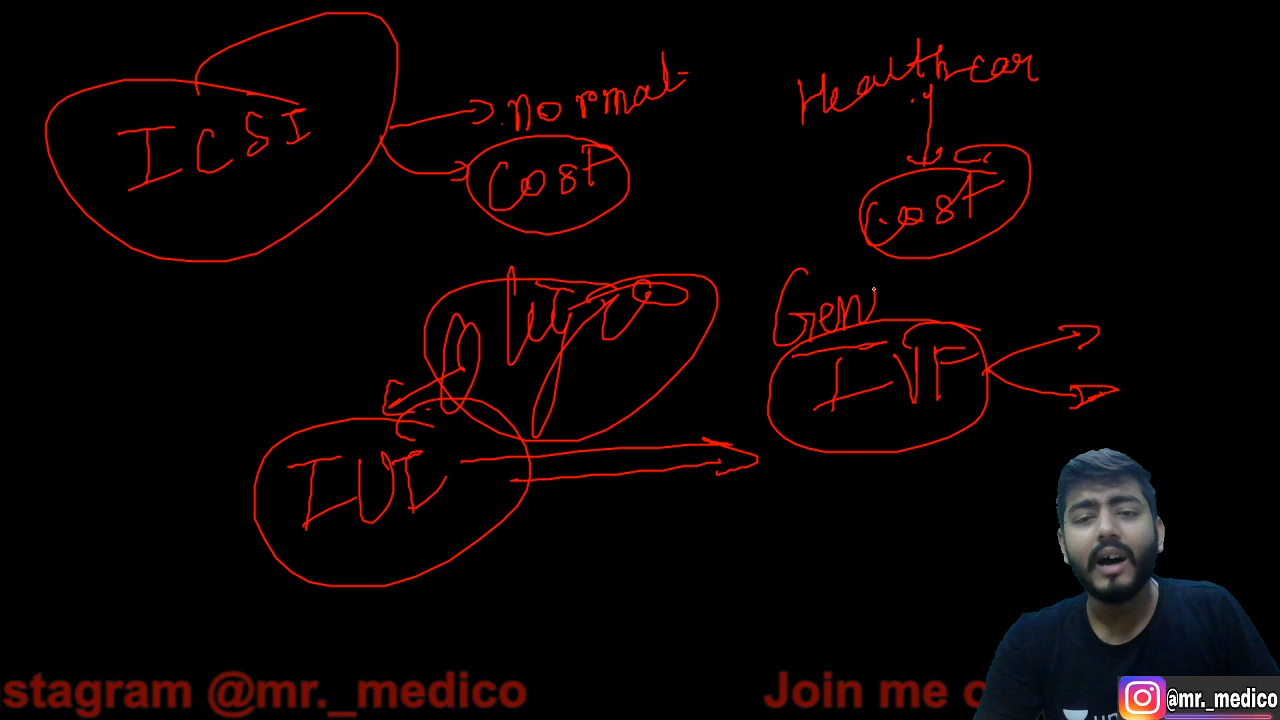 ICSI
normal
cost
Healthcar
cost
oligo
Gen
IVF
IUI
stagram @mr._medico
Join me o
@mr._medico